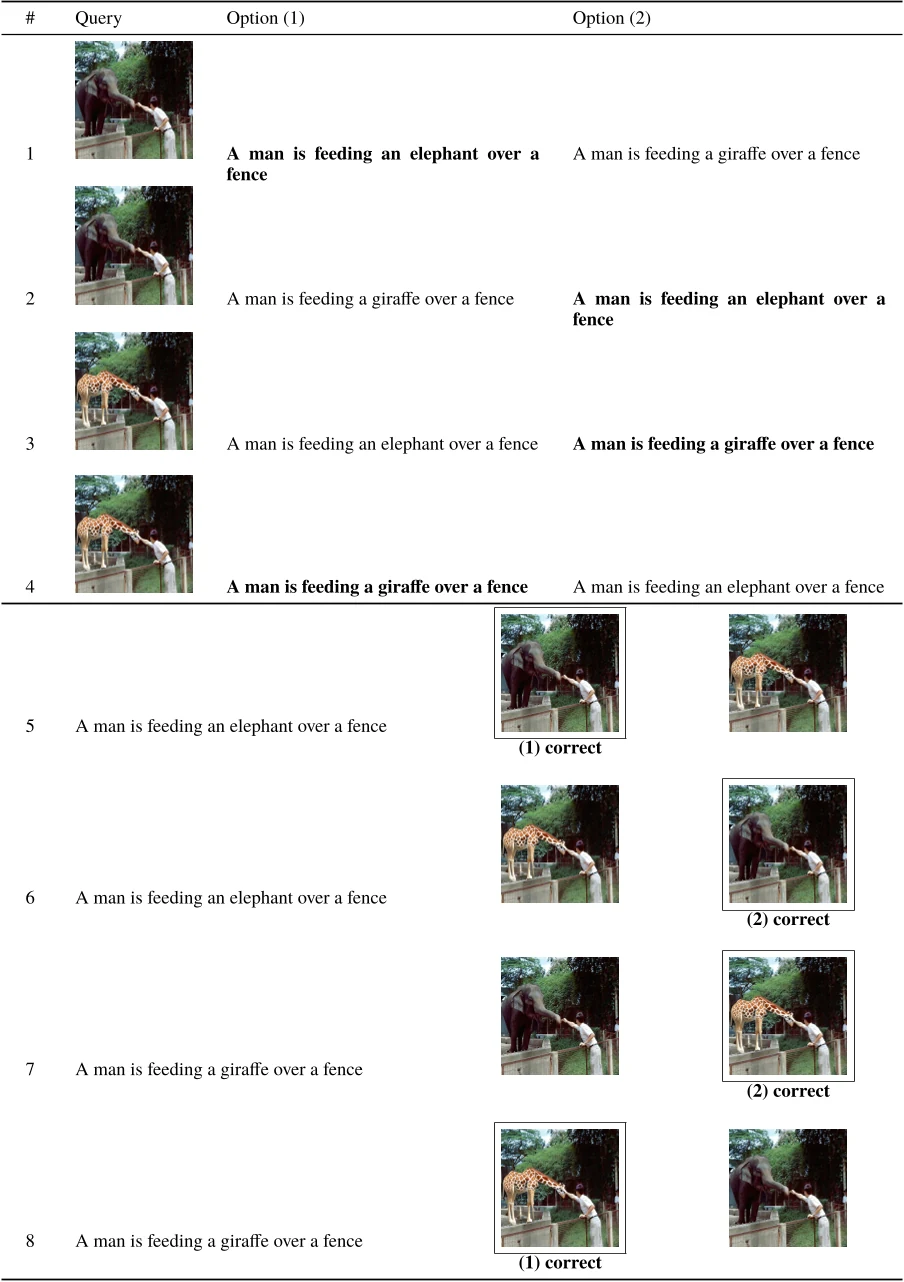 # Query Option (1) Option (2)
1 A man is feeding an elephant over a A man is feeding a giraffe over a fence
fence
2 A man is feeding a giraffe over a fence A man is feeding an elephant over a
fence
3 A man is feeding an elephant over a fence A man is feeding a giraffe over a fence
4 A man is feeding a giraffe over a fence A man is feeding an elephant over a fence
5 A man is feeding an elephant over a fence
(1) correct
6 A man is feeding an elephant over a fence
(2) correct
7 A man is feeding a giraffe over a fence
(2) correct
8 A man is feeding a giraffe over a fence
(1) correct